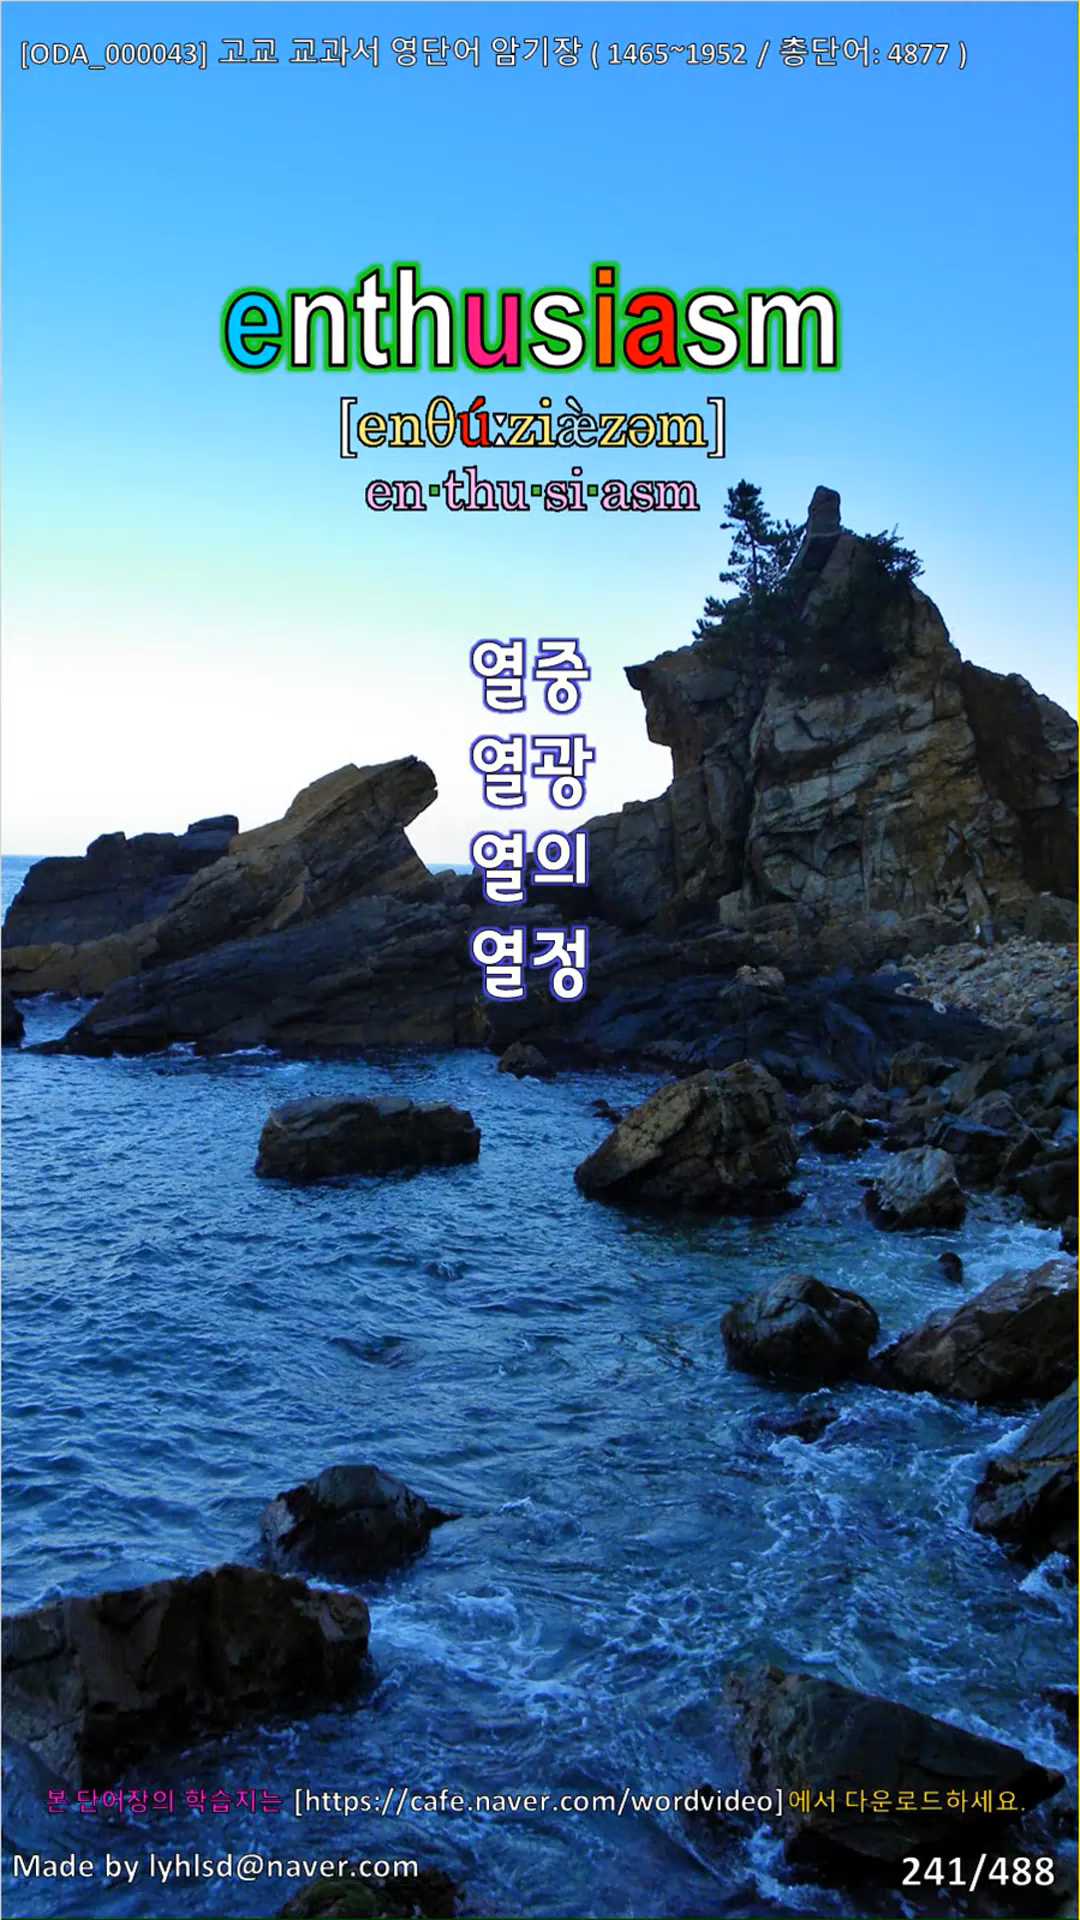 [ODA_000043] 고교 교과서 영단어 암기장 ( 1465~1952 / 총단어: 4877 )
enthusiasm
[enθú:ziæ̀zəm]
en·thu·si·asm
열중
열광
열의
열정
본 단어장의 학습지는 [https://cafe.naver.com/wordvideo]에서 다운로드하세요.
Made by lyhlsd@naver.com
241/488